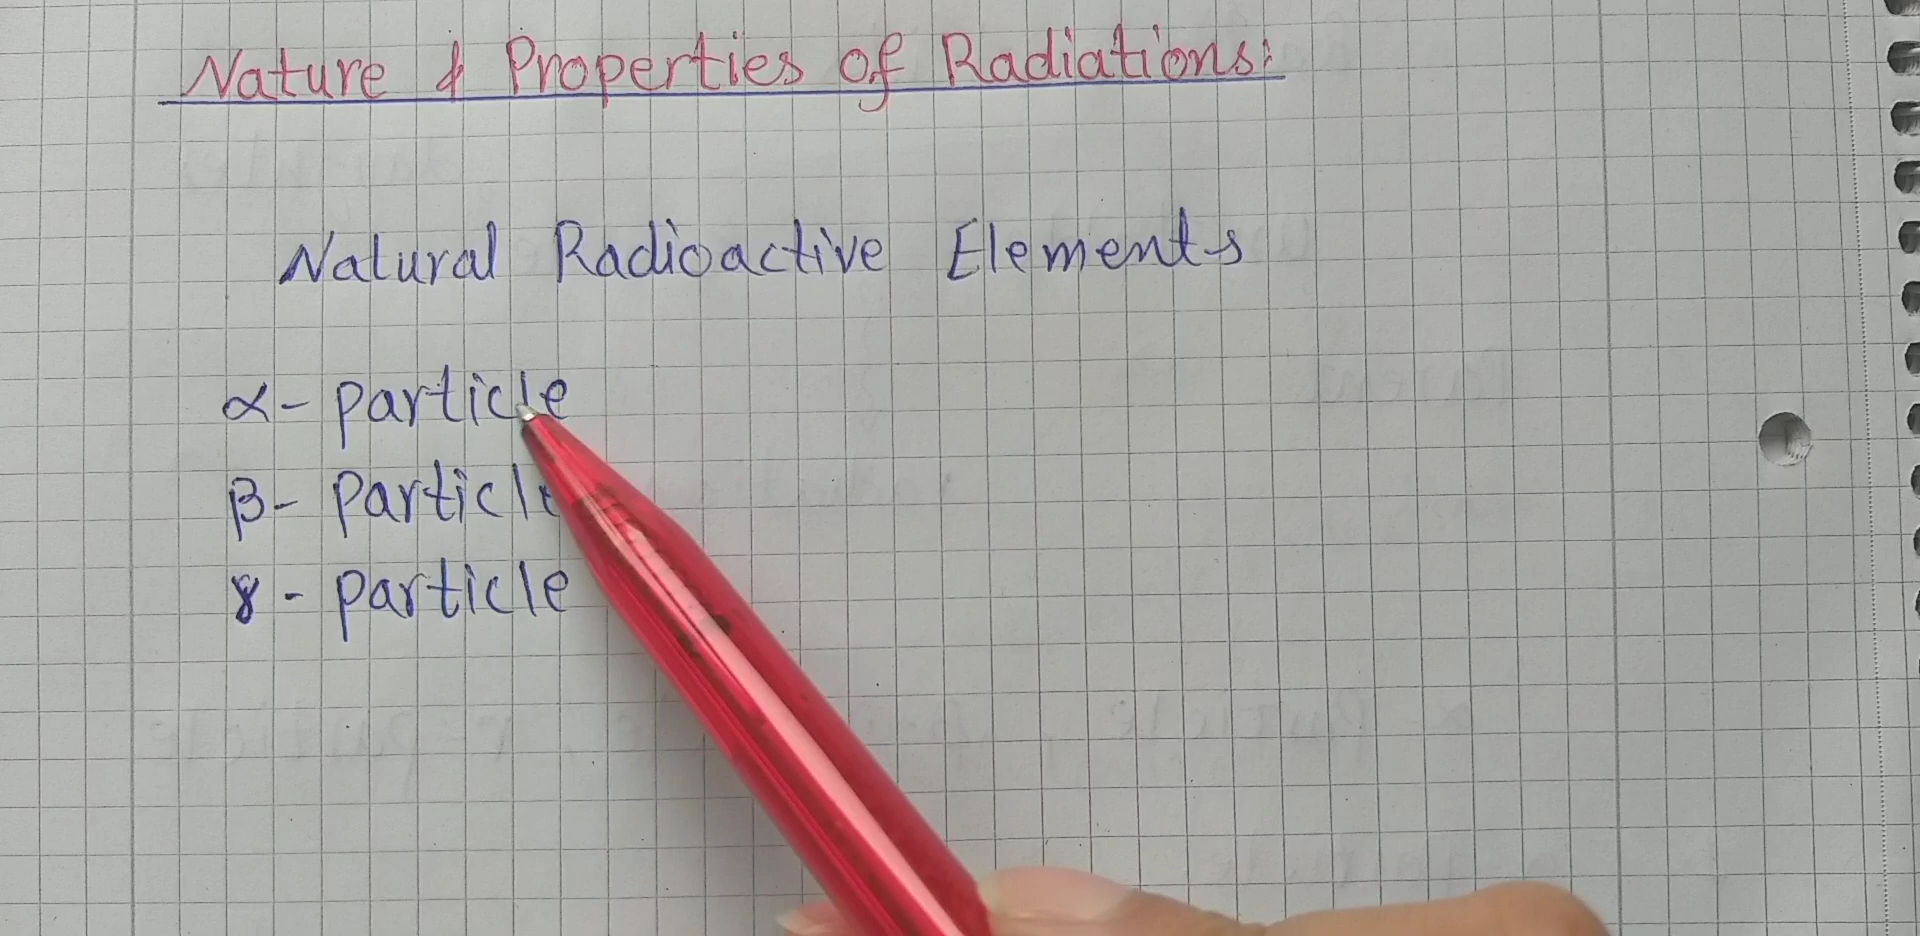 Nature & Properties of Radiations:
Natural Radioactive Elements
α- particle
β- particle
γ - particle